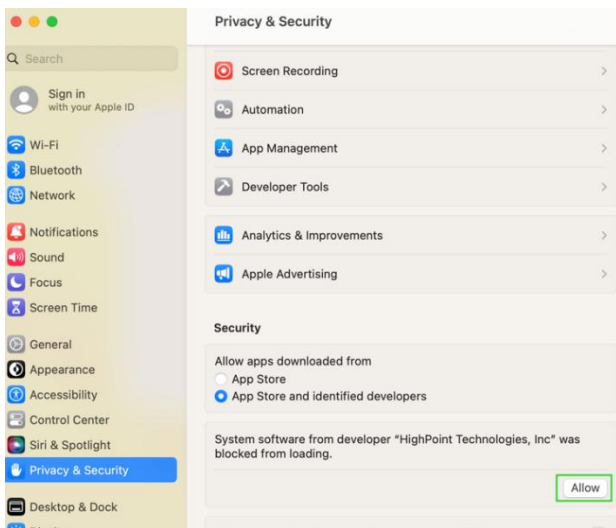 Privacy & Security
Search
Sign in
with your Apple ID
Wi-Fi
Bluetooth
Network
Notifications
Sound
Focus
Screen Time
General
Appearance
Accessibility
Control Center
Siri & Spotlight
Privacy & Security
Desktop & Dock
Screen Recording
Automation
App Management
Developer Tools
Analytics & Improvements
Apple Advertising
Security
Allow apps downloaded from
App Store
App Store and identified developers
System software from developer “HighPoint Technologies, Inc” was
blocked from loading.
Allow